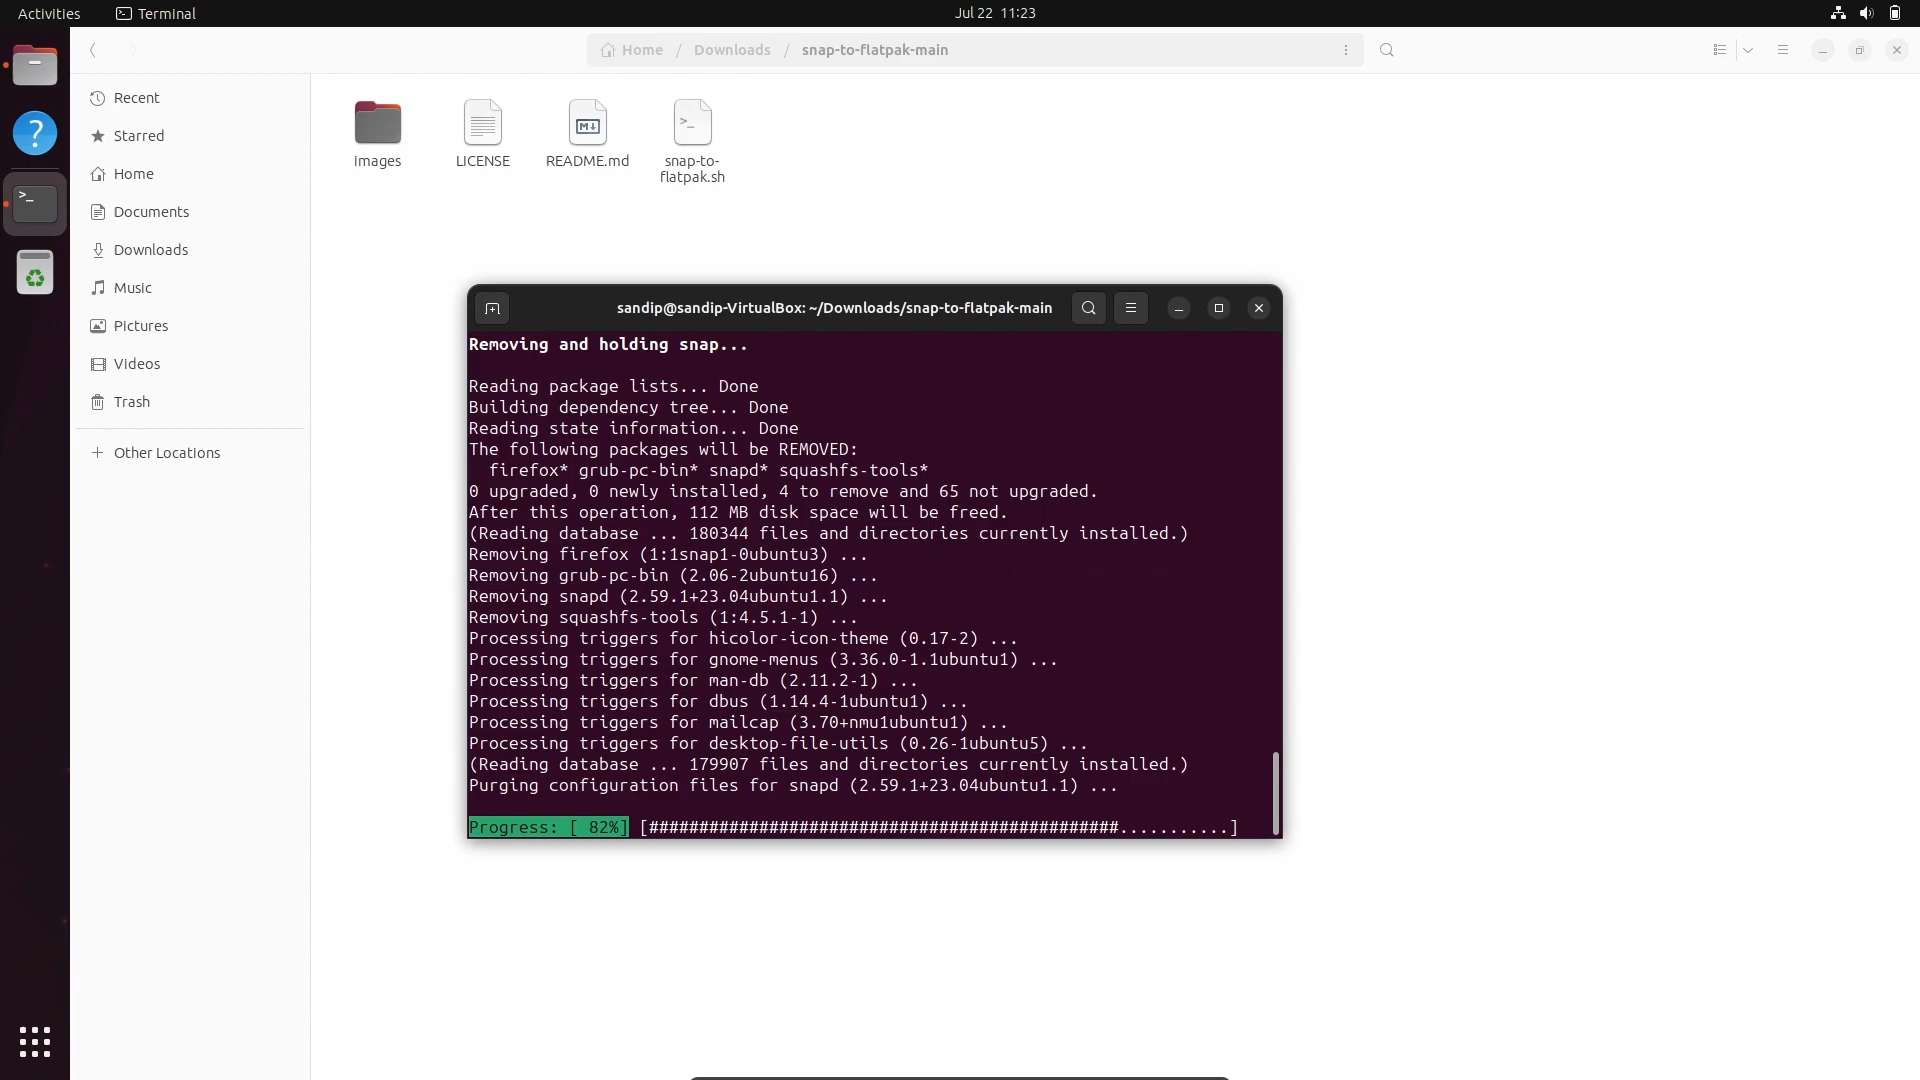 Activities
Terminal
Jul 22 11:23
Home / Downloads / snap-to-flatpak-main
Recent
Starred
Home
Documents
Downloads
Music
Pictures
Videos
Trash
+ Other Locations
images
LICENSE
README.md
snap-to-
flatpak.sh
sandip@sandip-VirtualBox: ~/Downloads/snap-to-flatpak-main
Removing and holding snap...
Reading package lists... Done
Building dependency tree... Done
Reading state information... Done
The following packages will be REMOVED:
firefox* grub-pc-bin* snapd* squashfs-tools*
0 upgraded, 0 newly installed, 4 to remove and 65 not upgraded.
After this operation, 112 MB disk space will be freed.
(Reading database ... 180344 files and directories currently installed.)
Removing firefox (1:1snap1-0ubuntu3) ...
Removing grub-pc-bin (2.06-2ubuntu16) ...
Removing snapd (2.59.1+23.04ubuntu1.1) ...
Removing squashfs-tools (1:4.5.1-1) ...
Processing triggers for hicolor-icon-theme (0.17-2) ...
Processing triggers for gnome-menus (3.36.0-1.1ubuntu1) ...
Processing triggers for man-db (2.11.2-1) ...
Processing triggers for dbus (1.14.4-1ubuntu1) ...
Processing triggers for mailcap (3.70+nmu1ubuntu1) ...
Processing triggers for desktop-file-utils (0.26-1ubuntu5) ...
(Reading database ... 179907 files and directories currently installed.)
Purging configuration files for snapd (2.59.1+23.04ubuntu1.1) ...
Progress: [ 82%] [###############################################...........]